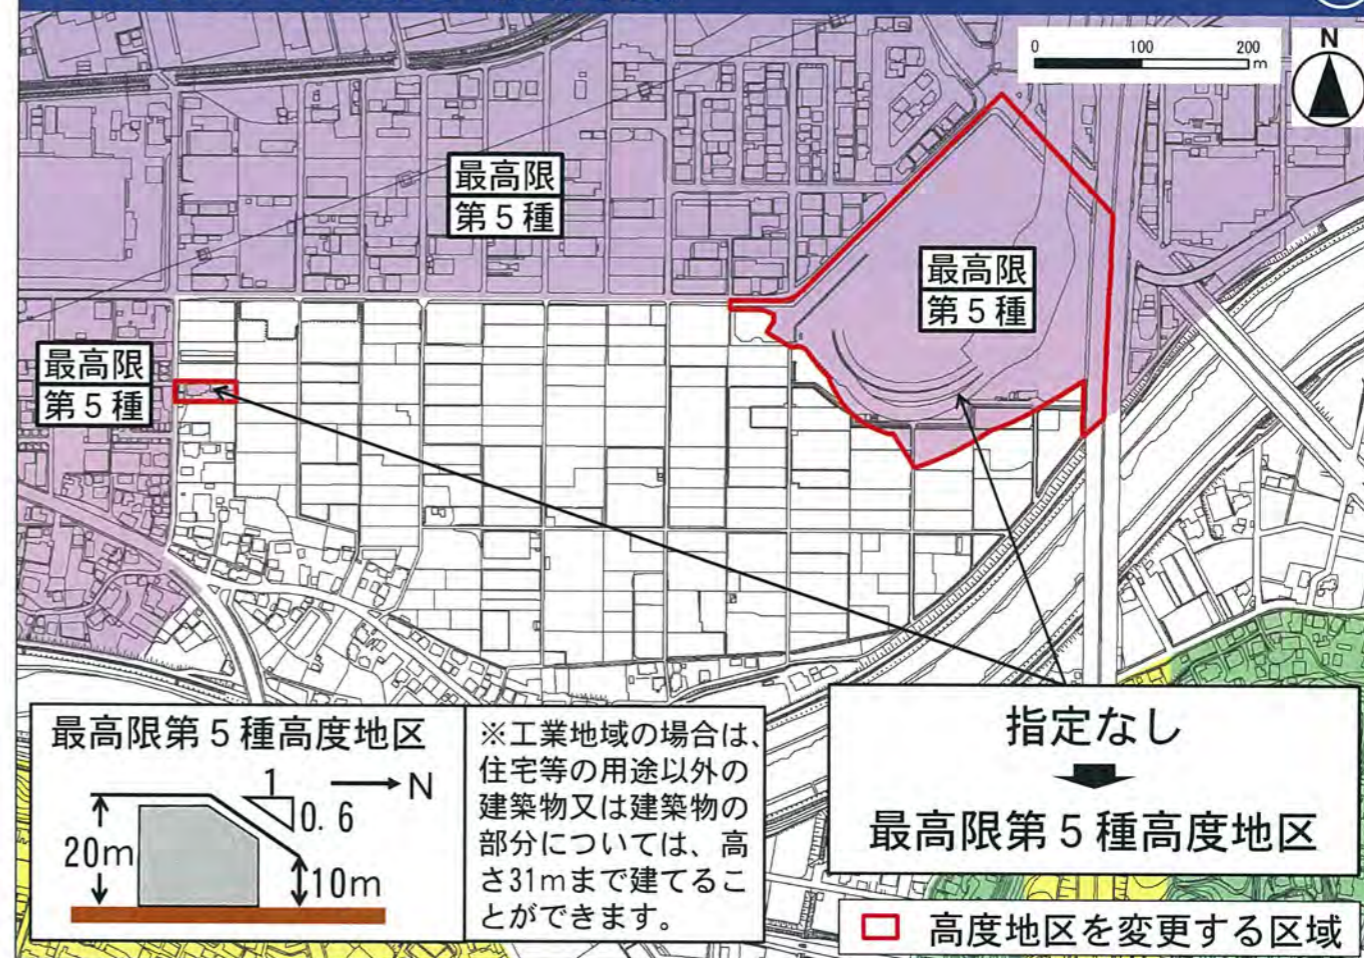 0 100 200
m
N
最高限
第5種
最高限
第5種
最高限
第5種
最高限第5種高度地区
1
N
0.6
20m
10m
※工業地域の場合は、
住宅等の用途以外の
建築物又は建築物の
部分については、高
さ31mまで建てるこ
とができます。
指定なし
最高限第5種高度地区
高度地区を変更する区域